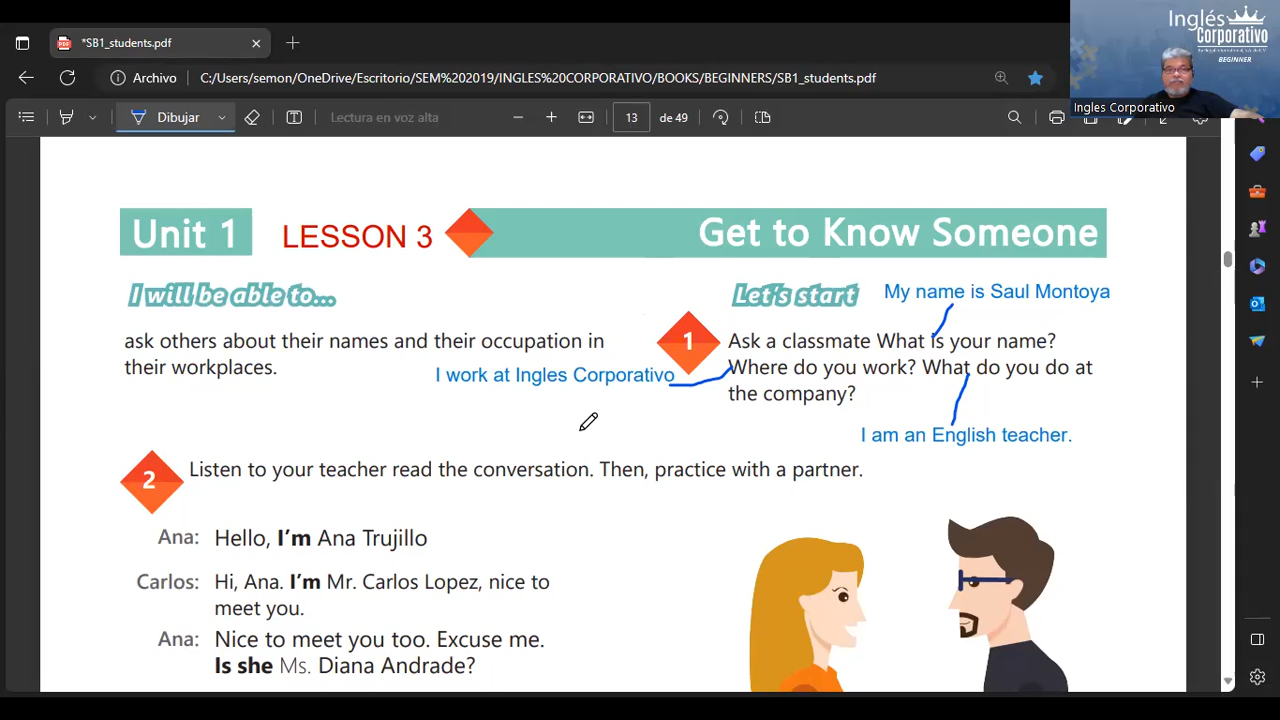 *SB1_students.pdf
Archivo C:/Users/semon/OneDrive/Escritorio/SEM%202019/INGLES%20CORPORATIVO/BOOKS/BEGINNERS/SB1_students.pdf
Inglés
Corporativo
BEGINNER
Ingles Corporativo
Dibujar
Lectura en voz alta
13 de 49
Unit 1 LESSON 3 Get to Know Someone
I will be able to...
Let's start
My name is Saul Montoya
ask others about their names and their occupation in
their workplaces.
1
Ask a classmate What is your name?
Where do you work? What do you do at
the company?
I work at Ingles Corporativo
I am an English teacher.
2
Listen to your teacher read the conversation. Then, practice with a partner.
Ana: Hello, I'm Ana Trujillo
Carlos: Hi, Ana. I'm Mr. Carlos Lopez, nice to
meet you.
Ana: Nice to meet you too. Excuse me.
Is she Ms. Diana Andrade?